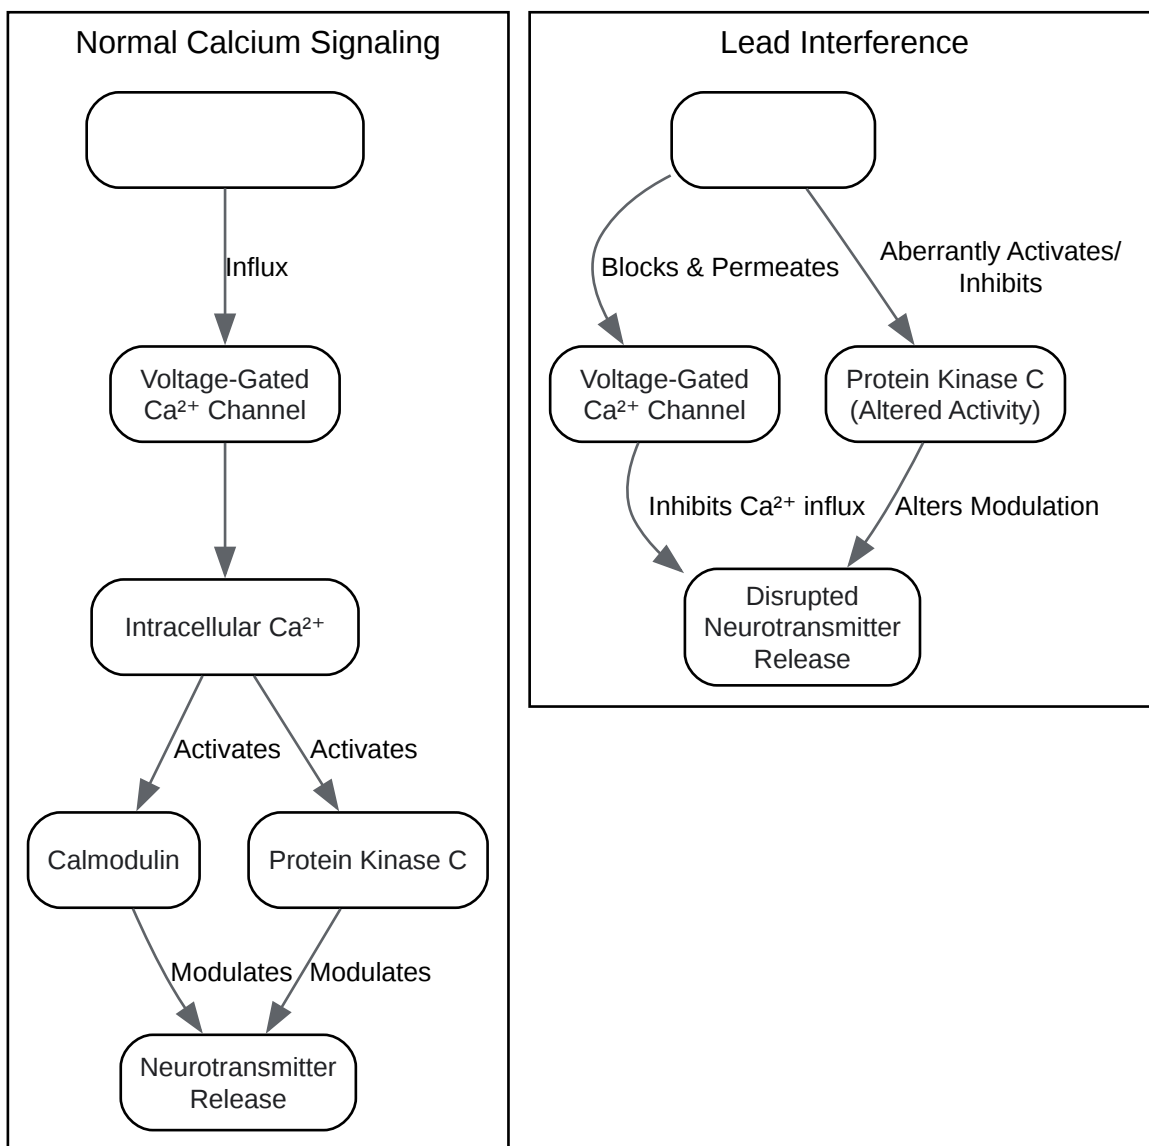 Normal Calcium Signaling
Influx
Voltage-Gated
Ca²⁺ Channel
Intracellular Ca²⁺
Activates
Activates
Calmodulin
Protein Kinase C
Modulates
Modulates
Neurotransmitter
Release
Lead Interference
Blocks & Permeates
Aberrantly Activates/
Inhibits
Voltage-Gated
Ca²⁺ Channel
Protein Kinase C
(Altered Activity)
Inhibits Ca²⁺ influx
Alters Modulation
Disrupted
Neurotransmitter
Release